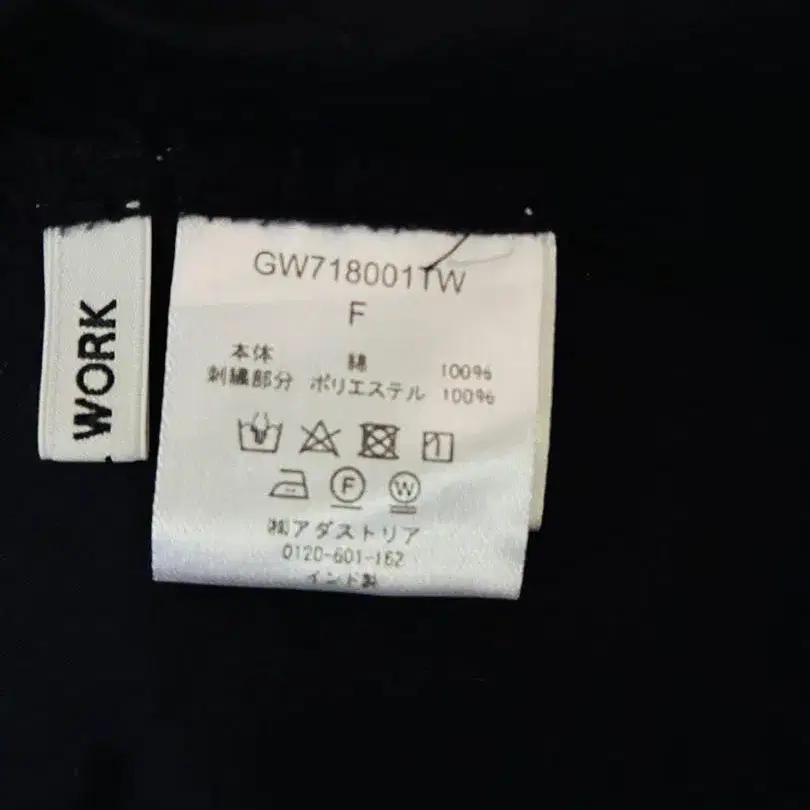 WORK
GW718001TW
F
本体 綿 100%
刺繍部分 ポリエステル 100%
F W
㈱アダストリア
0120-601-162
インド製